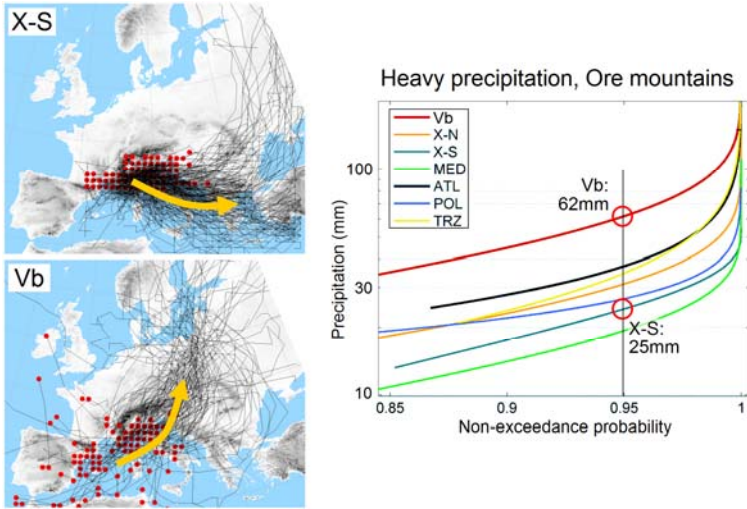 X-S
Vb
Heavy precipitation, Ore mountains
Precipitation (mm)
100
30
10
Vb
X-N
X-S
MED
ATL
POL
TRZ
Vb:
62mm
X-S:
25mm
0.85
0.9
0.95
1
Non-exceedance probability